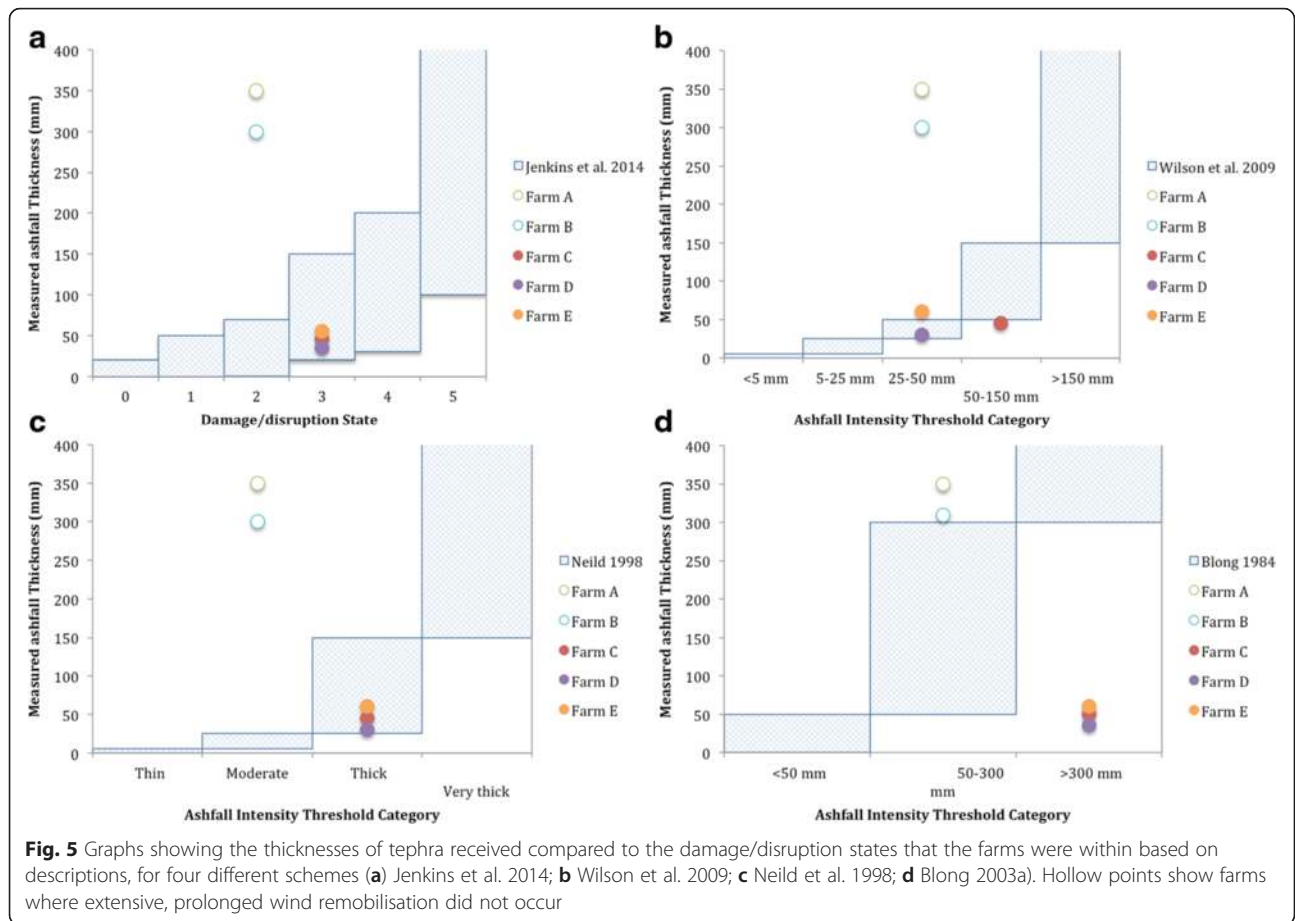 a
400
350
300
250
200
150
100
50
0
Measured ashfall Thickness (mm)
0 1 2 3 4 5
Damage/disruption State
Jenkins et al. 2014
Farm A
Farm B
Farm C
Farm D
Farm E
b
400
350
300
250
200
150
100
50
0
Measured ashfall Thickness (mm)
<5 mm 5-25 mm 25-50 mm >150 mm
50-150 mm
Ashfall Intensity Threshold Category
Wilson et al. 2009
Farm A
Farm B
Farm C
Farm D
Farm E
c
400
350
300
250
200
150
100
50
0
Measured ashfall Thickness (mm)
Thin Moderate Thick
Very thick
Ashfall Intensity Threshold Category
Neild 1998
Farm A
Farm B
Farm C
Farm D
Farm E
d
400
350
300
250
200
150
100
50
0
Measured ashfall Thickness (mm)
<50 mm 50-300 >300 mm
mm
Ashfall Intensity Threshold Category
Blong 1984
Farm A
Farm B
Farm C
Farm D
Farm E
Fig. 5 Graphs showing the thicknesses of tephra received compared to the damage/disruption states that the farms were within based on
descriptions, for four different schemes (a) Jenkins et al. 2014; b Wilson et al. 2009; c Neild et al. 1998; d Blong 2003a). Hollow points show farms
where extensive, prolonged wind remobilisation did not occur